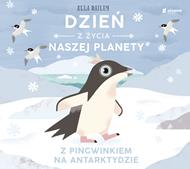 ELLA BAILEY
DZIEŃ
Z ŻYCIA
NASZEJ PLANETY
Z PINGWINKIEM
NA ANTARKTYDZIE